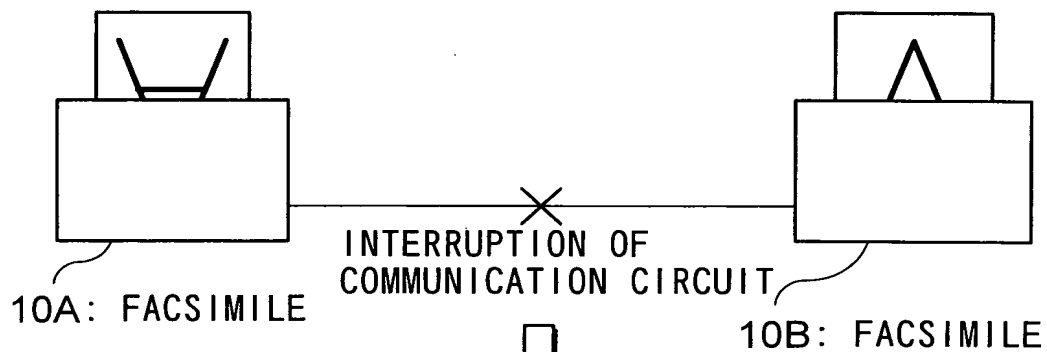 INTERRUPTION OF
COMMUNICATION CIRCUIT
10A: FACSIMILE
10B: FACSIMILE